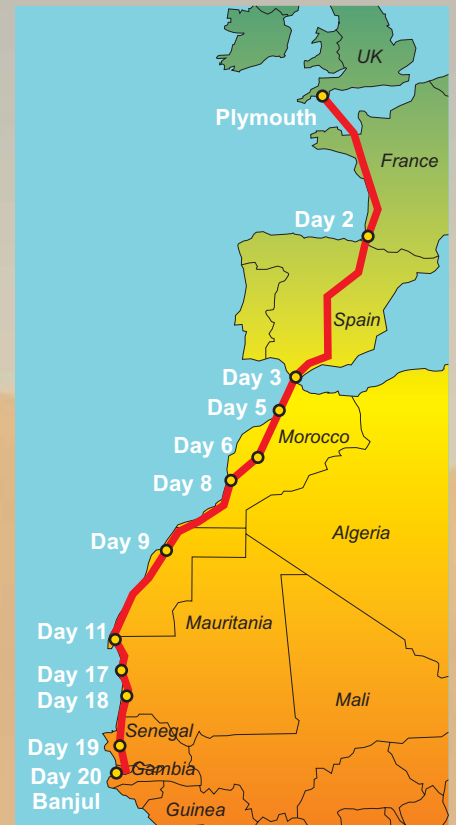 UK
Plymouth
France
Day 2
Spain
Day 3
Day 5
Morocco
Day 6
Day 8
Algeria
Day 9
Mauritania
Day 11
Day 17
Day 18
Mali
Senegal
Day 19
Gambia
Day 20
Banjul
Guinea